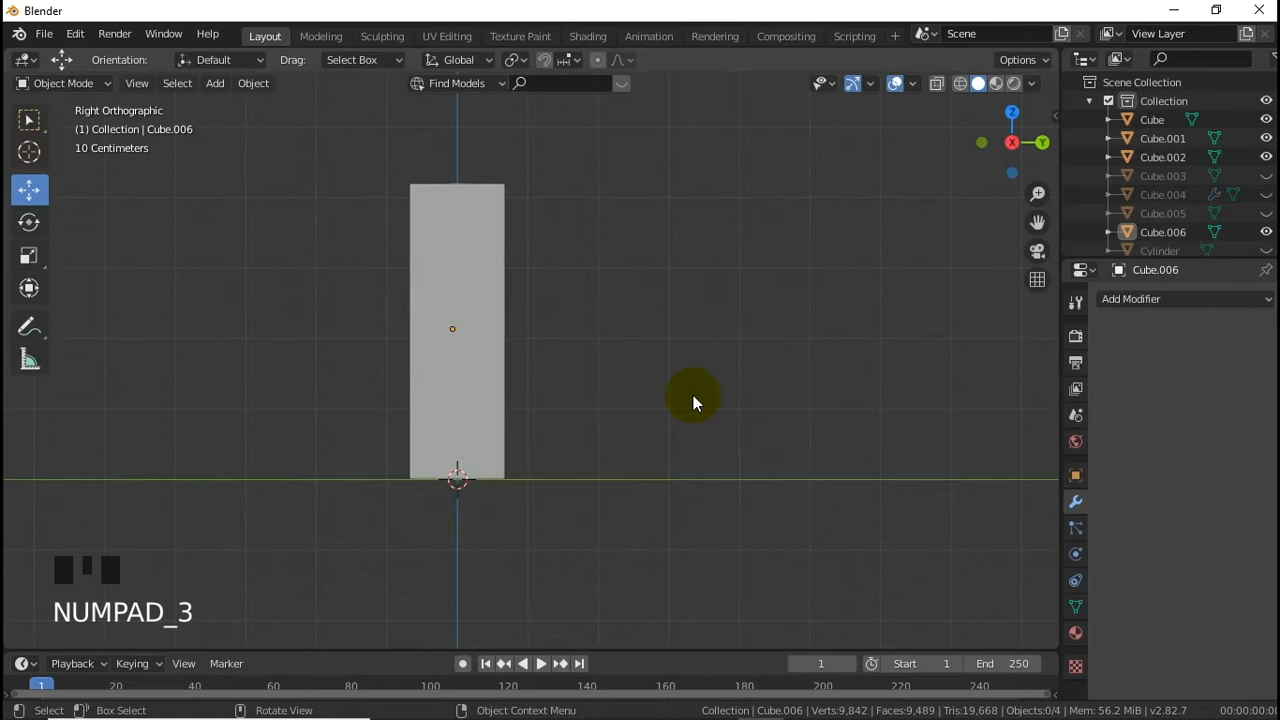 Blender
File Edit Render Window Help Layout Modeling Sculpting UV Editing Texture Paint Shading Animation Rendering Compositing Scripting + Scene View Layer
Orientation: Default Drag: Select Box Global Options
Object Mode View Select Add Object Find Models
Scene Collection
Collection
Cube
Cube.001
Cube.002
Cube.003
Cube.004
Cube.005
Cube.006
Cylinder
Right Orthographic
(1) Collection | Cube.006
10 Centimeters
Z
X
Y
Cube.006
Add Modifier
NUMPAD_3
Playback Keying View Marker 1 Start 1 End 250
1 20 40 60 80 100 120 140 160 180 200 220 240
Select Box Select Rotate View Object Context Menu Collection | Cube.006 | Verts:9,842 | Faces:9,489 | Tris:19,668 | Objects:0/4 | Mem: 56.2 MiB | v2.82.7
00:00:00:0